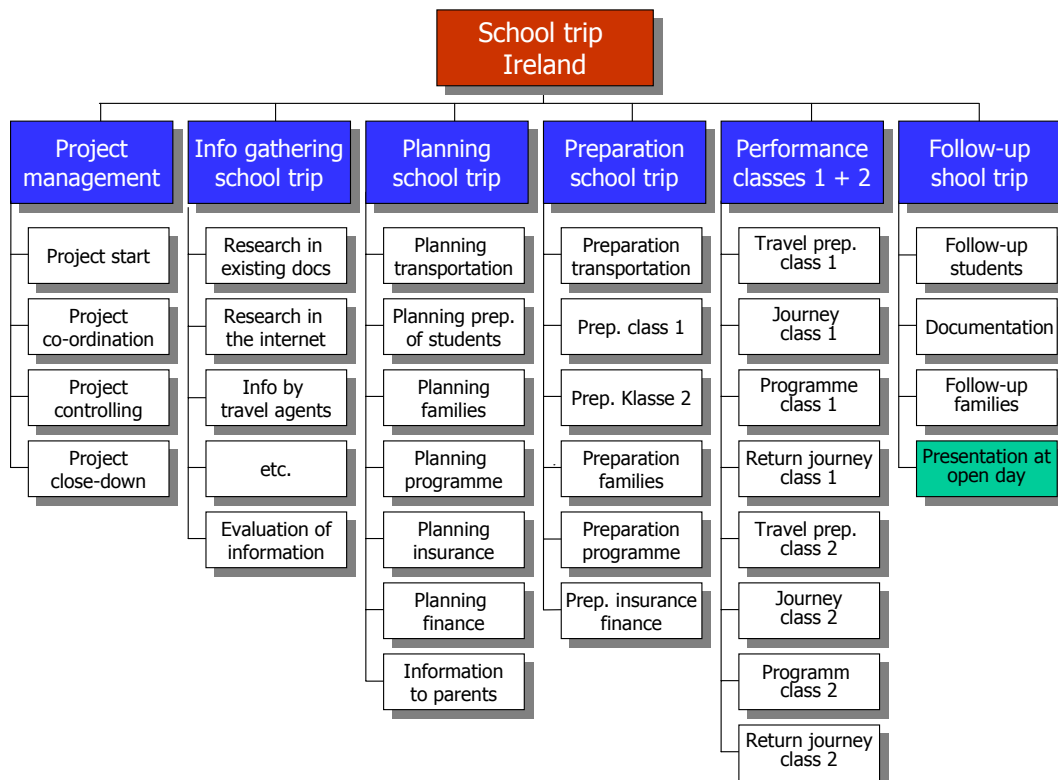 School trip
Ireland
Project
management
Info gathering
school trip
Planning
school trip
Preparation
school trip
Performance
classes 1 + 2
Follow-up
shool trip
Project start
Project
co-ordination
Project
controlling
Project
close-down
Research in
existing docs
Research in
the internet
Info by
travel agents
etc.
Evaluation of
information
Planning
transportation
Planning prep.
of students
Planning
families
Planning
programme
Planning
insurance
Planning
finance
Information
to parents
Preparation
transportation
Prep. class 1
Prep. Klasse 2
Preparation
families
Preparation
programme
Prep. insurance
finance
Travel prep.
class 1
Journey
class 1
Programme
class 1
Return journey
class 1
Travel prep.
class 2
Journey
class 2
Programm
class 2
Return journey
class 2
Follow-up
students
Documentation
Follow-up
families
Presentation at
open day